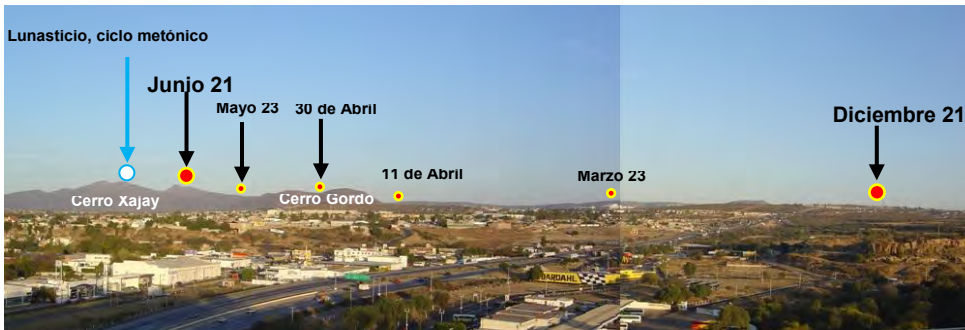 Lunasticio, ciclo metónico
Junio 21
Mayo 23
30 de Abril
11 de Abril
Marzo 23
Diciembre 21
Cerro Xajay
Cerro Gordo
DARDAHL